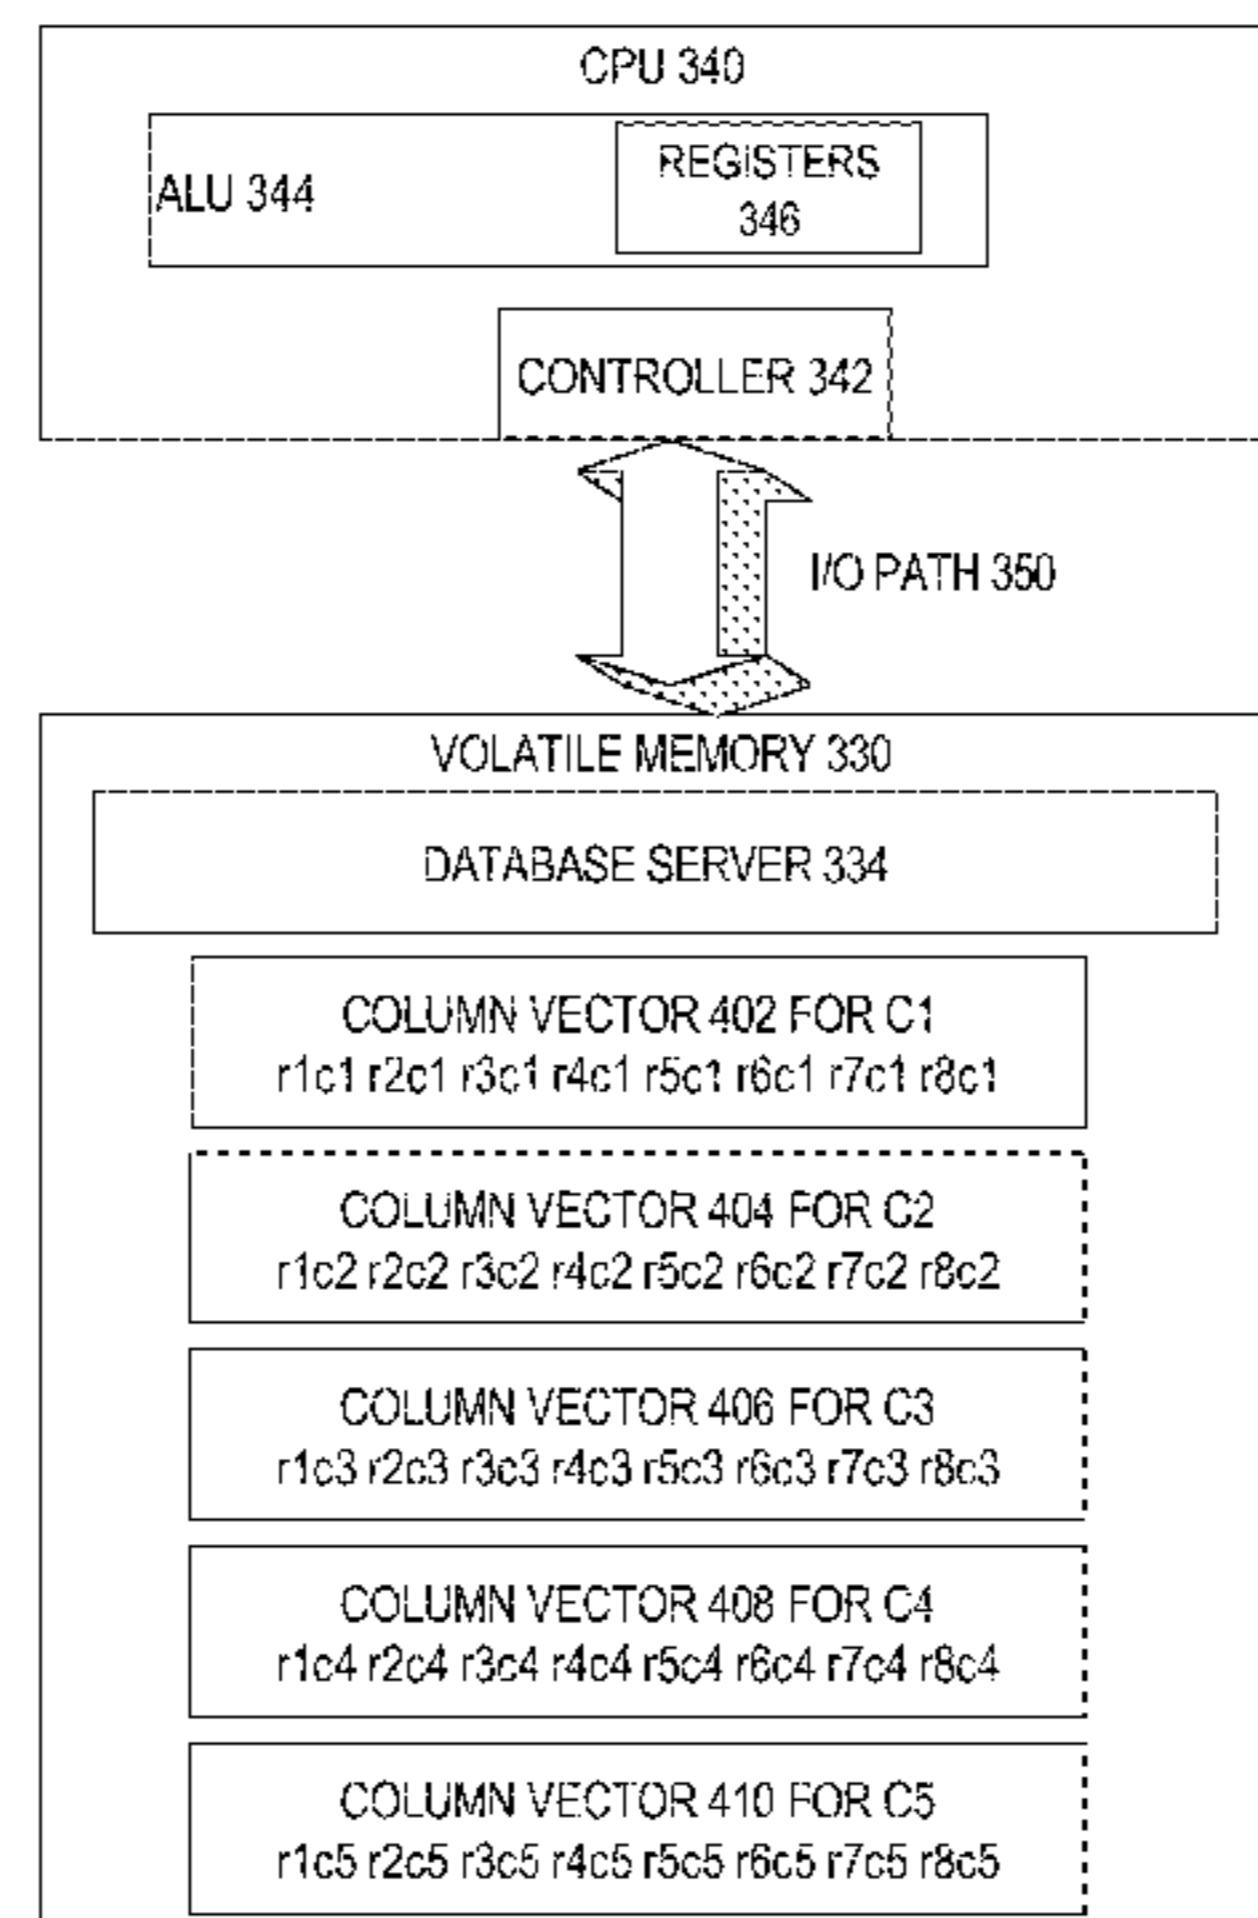 CPU 340
ALU 344
REGISTERS
346
CONTROLLER 342
I/O PATH 350
VOLATILE MEMORY 330
DATABASE SERVER 334
COLUMN VECTOR 402 FOR C1
r1c1 r2c1 r3c1 r4c1 r5c1 r6c1 r7c1 r8c1
COLUMN VECTOR 404 FOR C2
r1c2 r2c2 r3c2 r4c2 r5c2 r6c2 r7c2 r8c2
COLUMN VECTOR 406 FOR C3
r1c3 r2c3 r3c3 r4c3 r5c3 r6c3 r7c3 r8c3
COLUMN VECTOR 408 FOR C4
r1c4 r2c4 r3c4 r4c4 r5c4 r6c4 r7c4 r8c4
COLUMN VECTOR 410 FOR C5
r1c5 r2c5 r3c5 r4c5 r5c5 r6c5 r7c5 r8c5